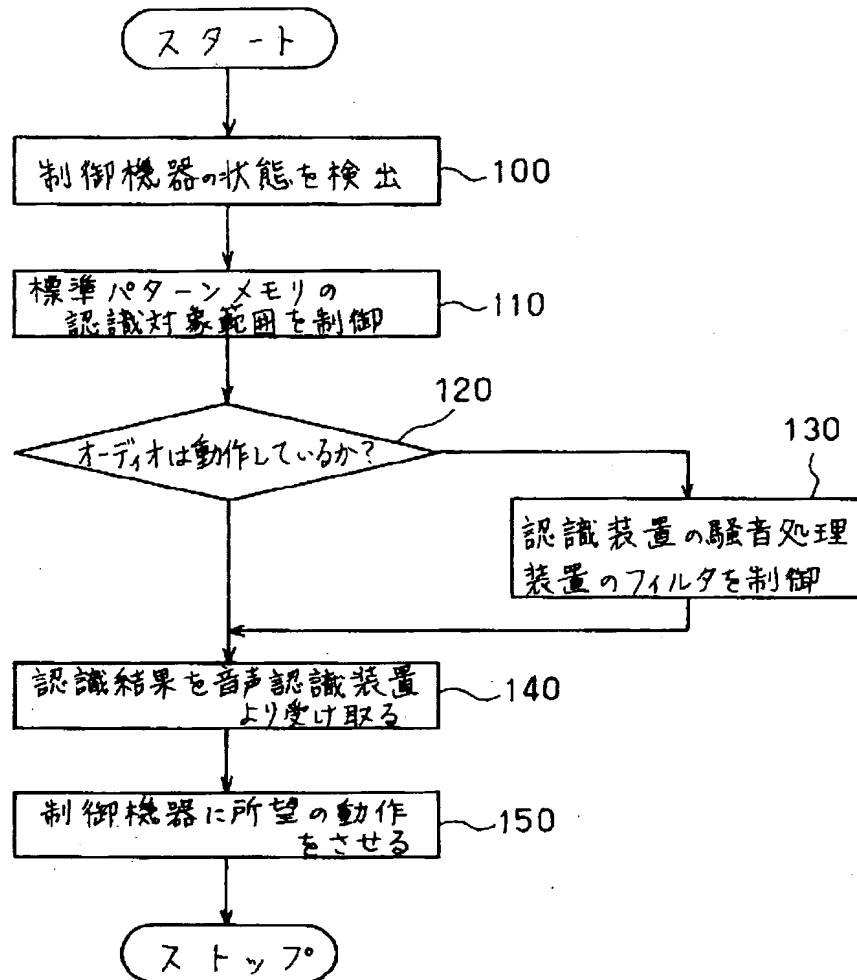 スタート
制御機器の状態を検出
100
標準パターンメモリの
認識対象範囲を制御
110
オーディオは動作しているか?
120
130
認識装置の騒音処理
装置のフィルタを制御
認識結果を音声認識装置
より受け取る
140
制御機器に所望の動作
をさせる
150
ストップ